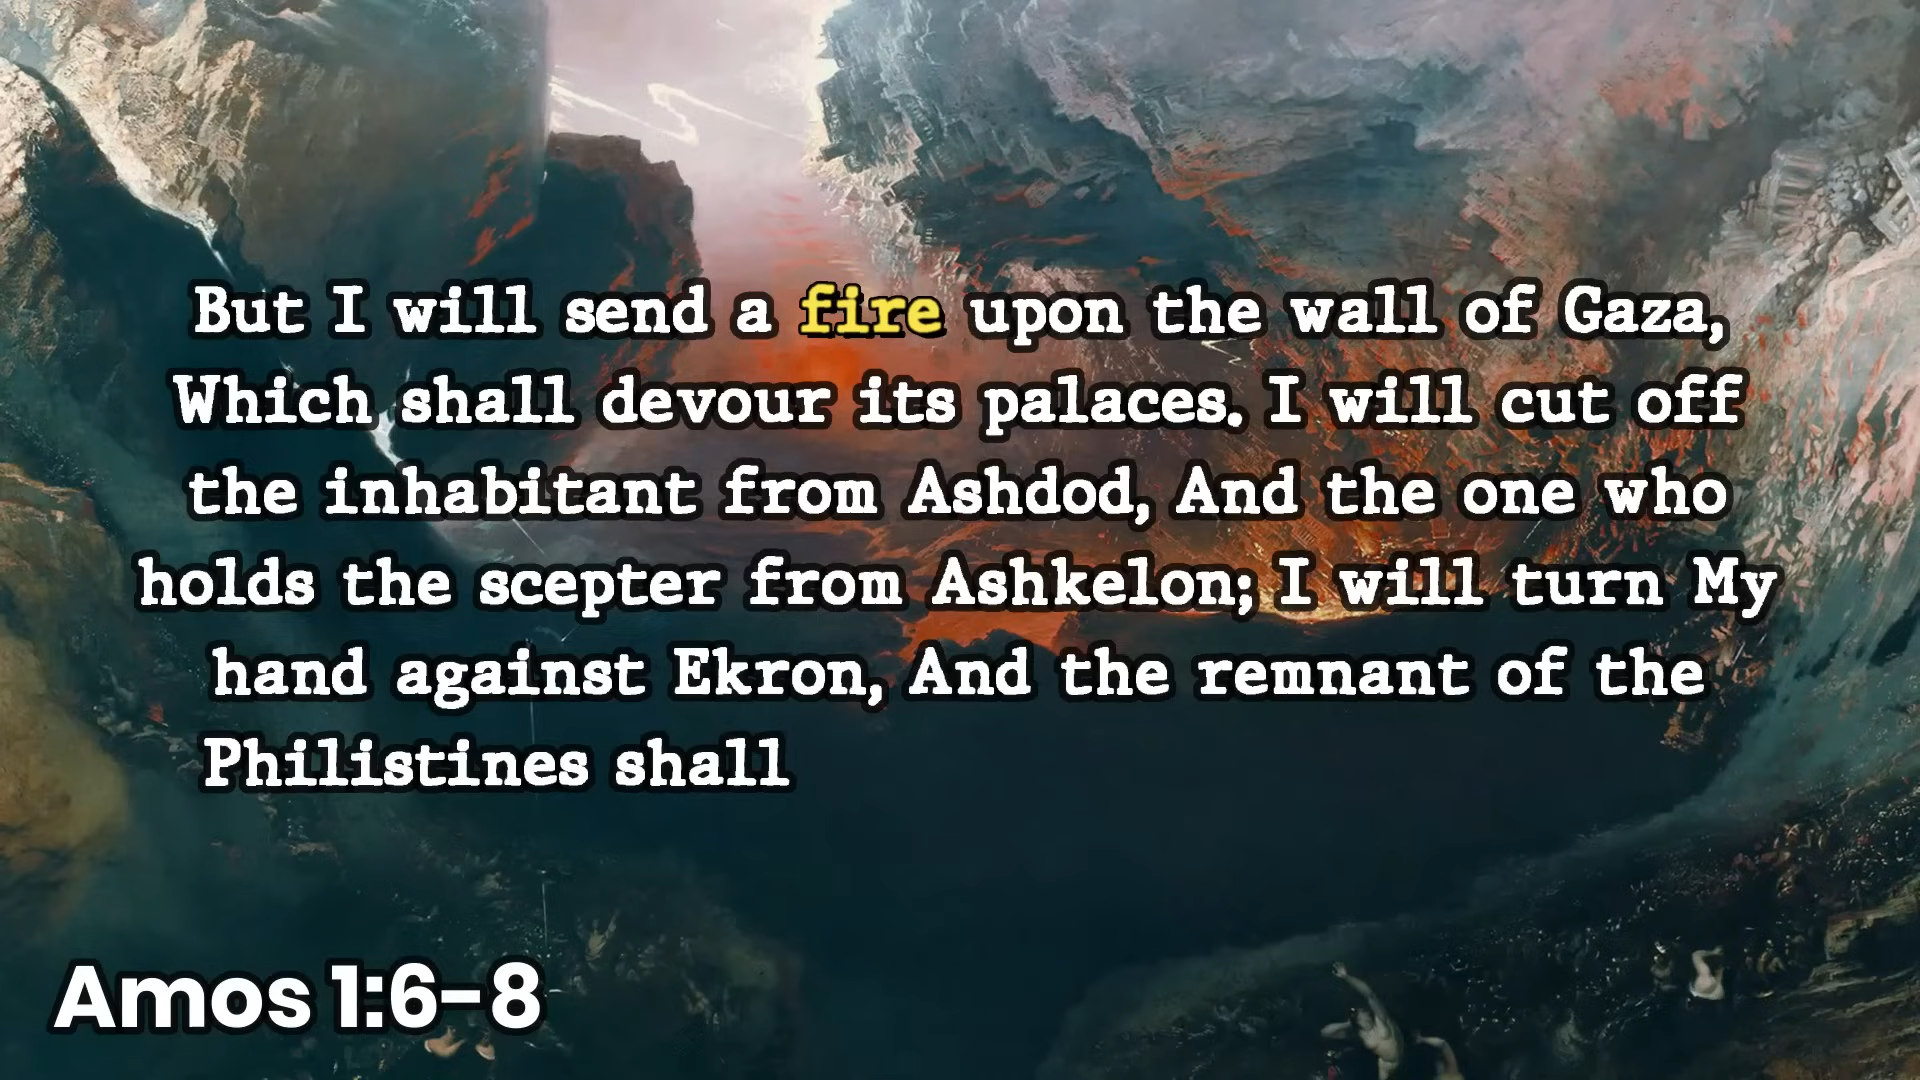 But I will send a fire upon the wall of Gaza,
Which shall devour its palaces. I will cut off
the inhabitant from Ashdod, And the one who
holds the scepter from Ashkelon; I will turn My
hand against Ekron, And the remnant of the
Philistines shall
Amos 1:6-8